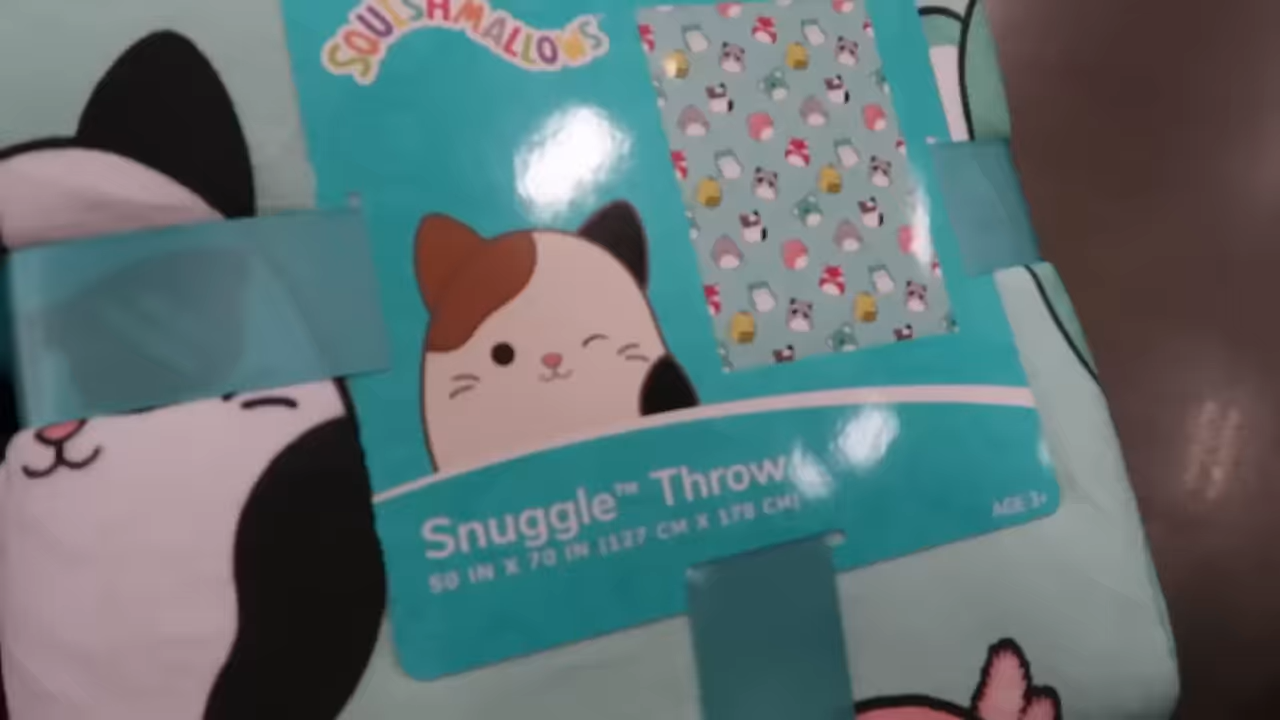 SQUISHMALLOWS
Snuggle™ Throw
50 IN X 70 IN (127 CM X 178 CM)
AGE 3+